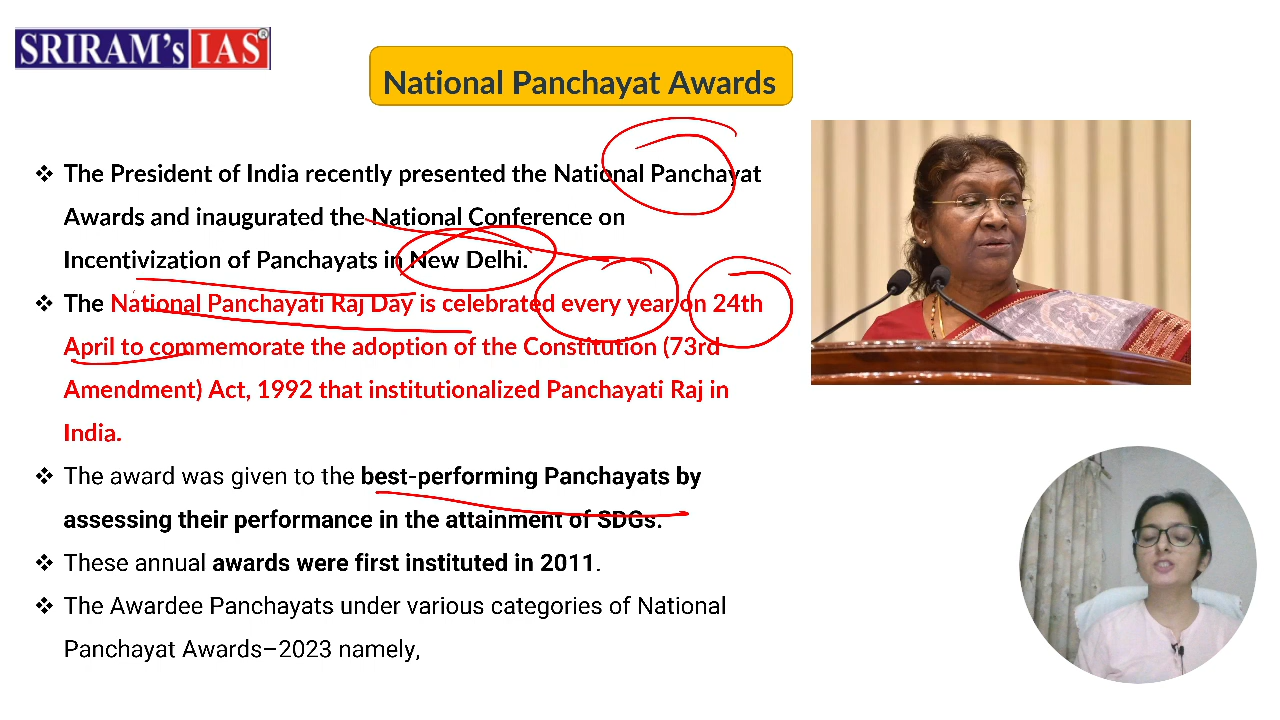 SRIRAM's IAS®
National Panchayat Awards
❖ The President of India recently presented the National Panchayat
Awards and inaugurated the National Conference on
Incentivization of Panchayats in New Delhi.
❖ The National Panchayati Raj Day is celebrated every year on 24th
April to commemorate the adoption of the Constitution (73rd
Amendment) Act, 1992 that institutionalized Panchayati Raj in
India.
❖ The award was given to the best-performing Panchayats by
assessing their performance in the attainment of SDGs.
❖ These annual awards were first instituted in 2011.
❖ The Awardee Panchayats under various categories of National
Panchayat Awards–2023 namely,